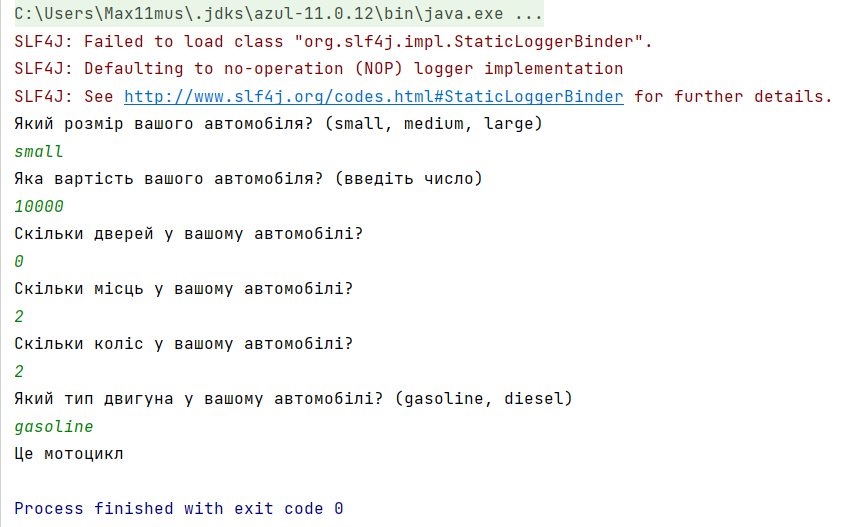 C:\Users\Max11mus\.jdks\azul-11.0.12\bin\java.exe ...
SLF4J: Failed to load class "org.slf4j.impl.StaticLoggerBinder".
SLF4J: Defaulting to no-operation (NOP) logger implementation
SLF4J: See http://www.slf4j.org/codes.html#StaticLoggerBinder for further details.
Який розмір вашого автомобіля? (small, medium, large)
small
Яка вартість вашого автомобіля? (введіть число)
10000
Скільки дверей у вашому автомобілі?
0
Скільки місць у вашому автомобілі?
2
Скільки коліс у вашому автомобілі?
2
Який тип двигуна у вашому автомобілі? (gasoline, diesel)
gasoline
Це мотоцикл
Process finished with exit code 0